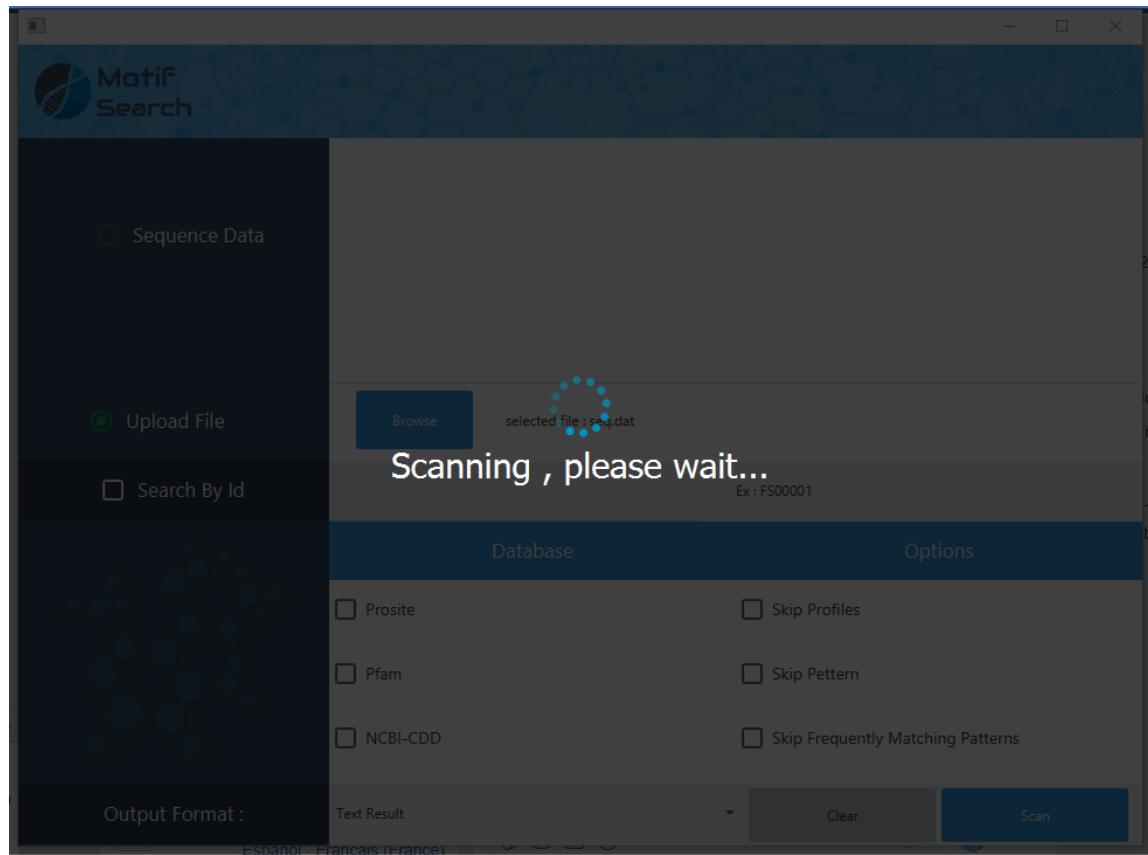 Motif
Search
Sequence Data
Upload File
Browse
selected file : seq.dat
Scanning , please wait...
Search By Id
Ex : FS00001
Database
Options
Prosite
Skip Profiles
Pfam
Skip Pettern
NCBI-CDD
Skip Frequently Matching Patterns
Output Format :
Text Result
Clear
Scan
Español - Français (France)